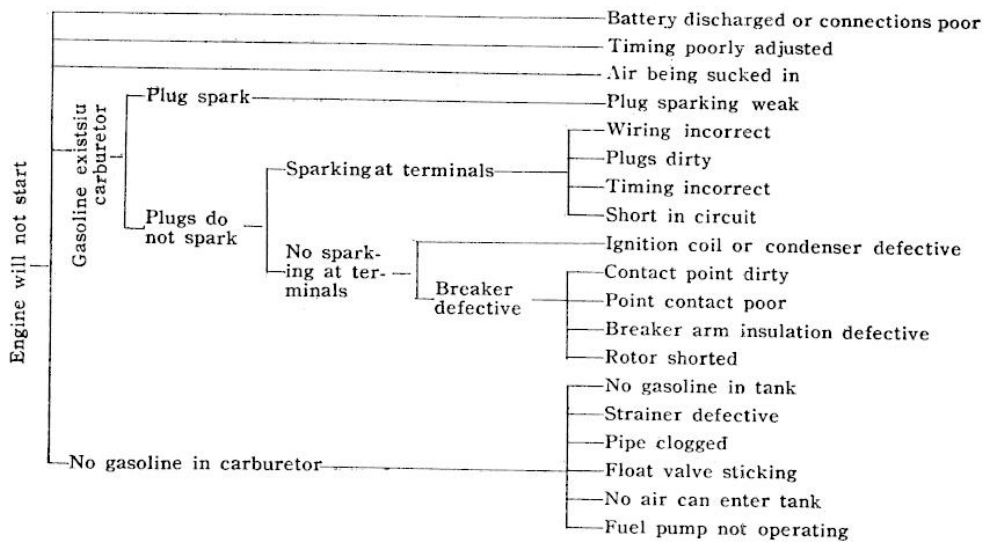 Battery discharged or connections poor
Timing poorly adjusted
Air being sucked in
Plug spark
Plug sparking weak
Wiring incorrect
Plugs dirty
Sparking at terminals
Timing incorrect
Short in circuit
Gasoline existsiu
carburetor
Plugs do
not spark
Ignition coil or condenser defective
No spark-
ing at ter-
minals
Contact point dirty
Breaker
defective
Point contact poor
Breaker arm insulation defective
Rotor shorted
Engine will not start
No gasoline in tank
Strainer defective
Pipe clogged
No gasoline in carburetor
Float valve sticking
No air can enter tank
Fuel pump not operating